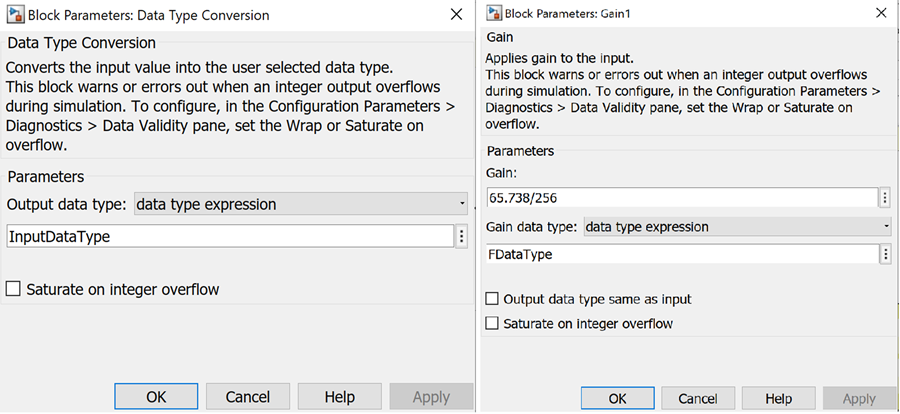 Block Parameters: Data Type Conversion
Data Type Conversion
Converts the input value into the user selected data type.
This block warns or errors out when an integer output overflows
during simulation. To configure, in the Configuration Parameters >
Diagnostics > Data Validity pane, set the Wrap or Saturate on
overflow.
Parameters
Output data type: data type expression
InputDataType
Saturate on integer overflow
OK Cancel Help Apply
Block Parameters: Gain1
Gain
Applies gain to the input.
This block warns or errors out when an integer output overflows
during simulation. To configure, in the Configuration Parameters >
Diagnostics > Data Validity pane, set the Wrap or Saturate on
overflow.
Parameters
Gain:
65.738/256
Gain data type: data type expression
FDataType
Output data type same as input
Saturate on integer overflow
OK Cancel Help Apply